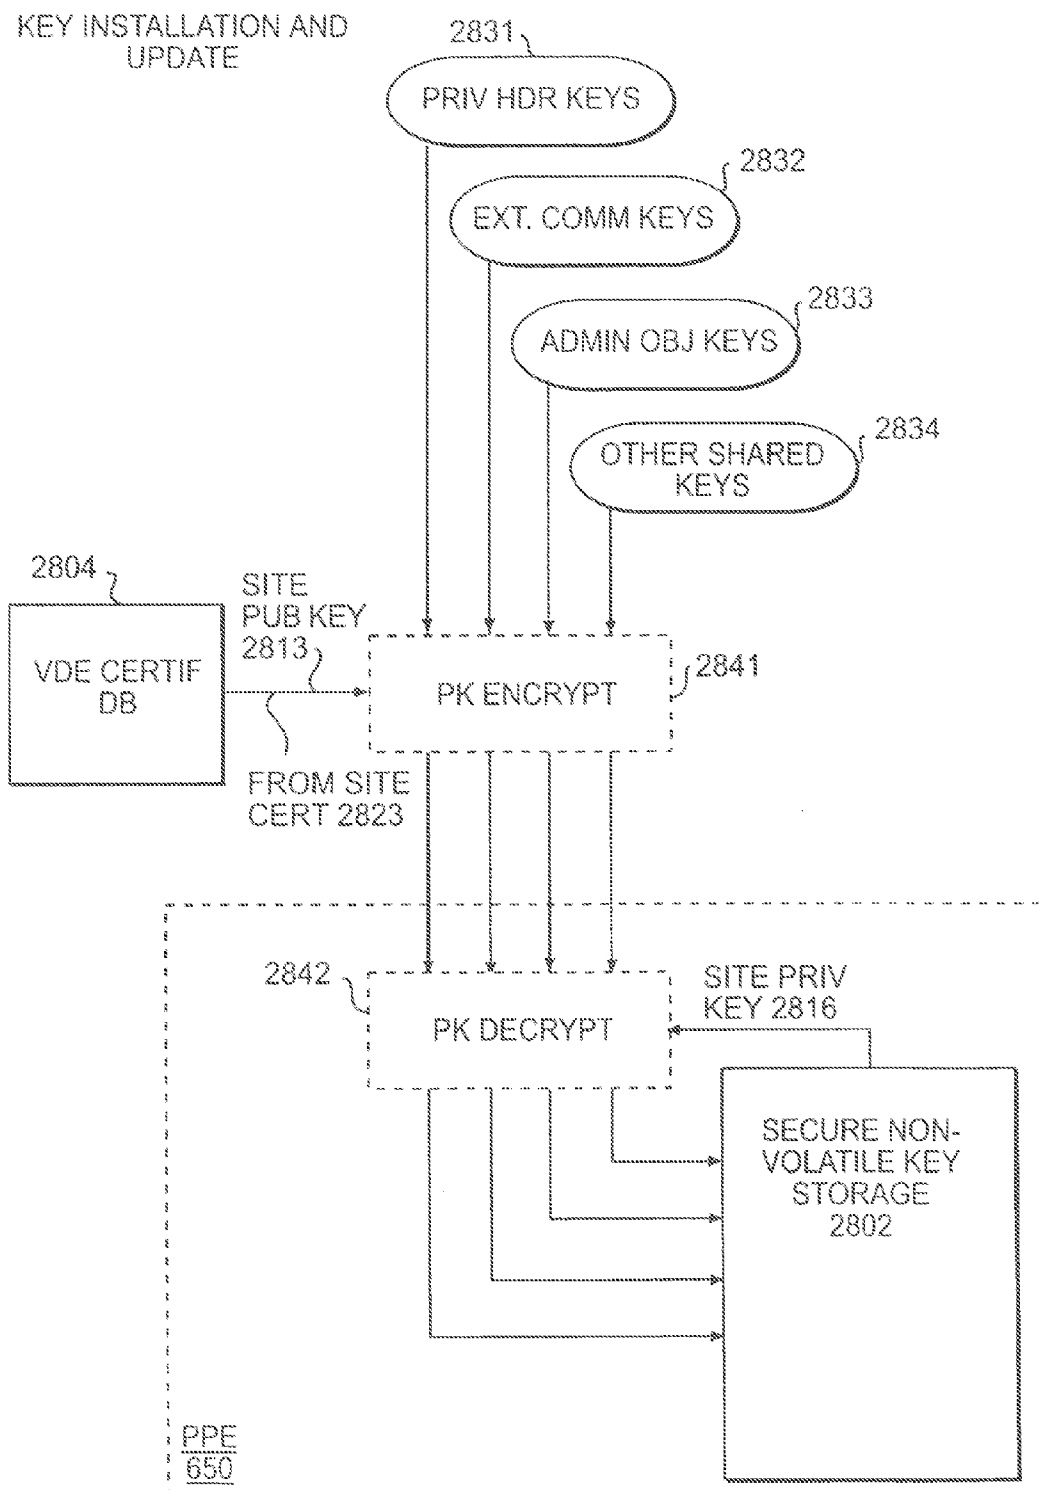 KEY INSTALLATION AND
UPDATE
2831
PRIV HDR KEYS
2832
EXT. COMM KEYS
2833
ADMIN OBJ KEYS
2834
OTHER SHARED
KEYS
2804
VDE CERTIF
DB
SITE
PUB KEY
2813
FROM SITE
CERT 2823
PK ENCRYPT
2841
2842
PK DECRYPT
SITE PRIV
KEY 2816
SECURE NON-
VOLATILE KEY
STORAGE
2802
PPE
650